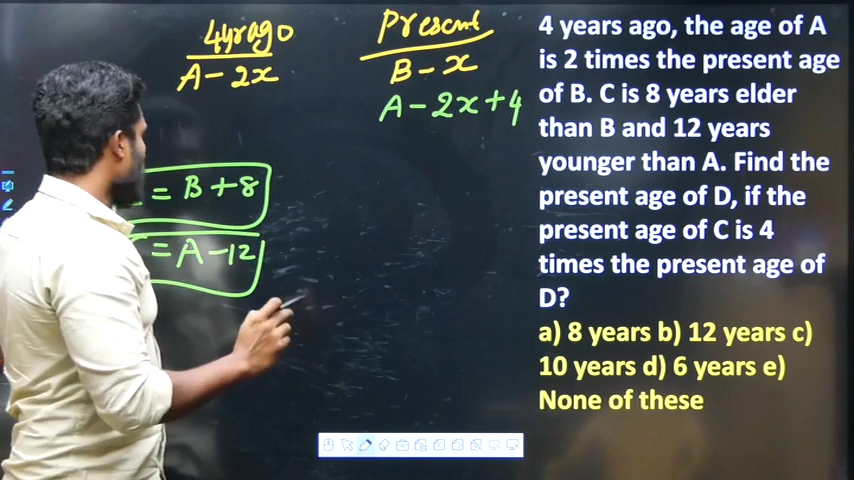 4yr ago
A - 2x
Present
B - x
A - 2x + 4
= B + 8
C = A - 12
4 years ago, the age of A
is 2 times the present age
of B. C is 8 years elder
than B and 12 years
younger than A. Find the
present age of D, if the
present age of C is 4
times the present age of
D?
a) 8 years b) 12 years c)
10 years d) 6 years e)
None of these